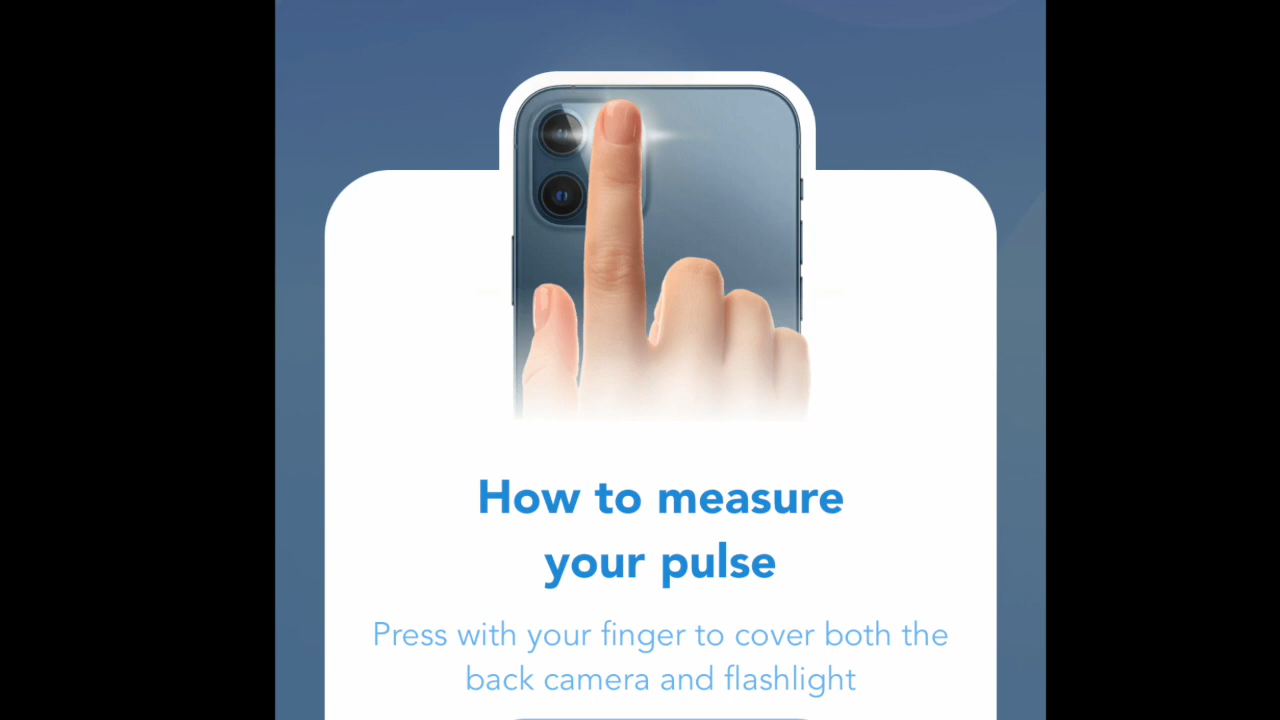 How to measure
your pulse
Press with your finger to cover both the
back camera and flashlight